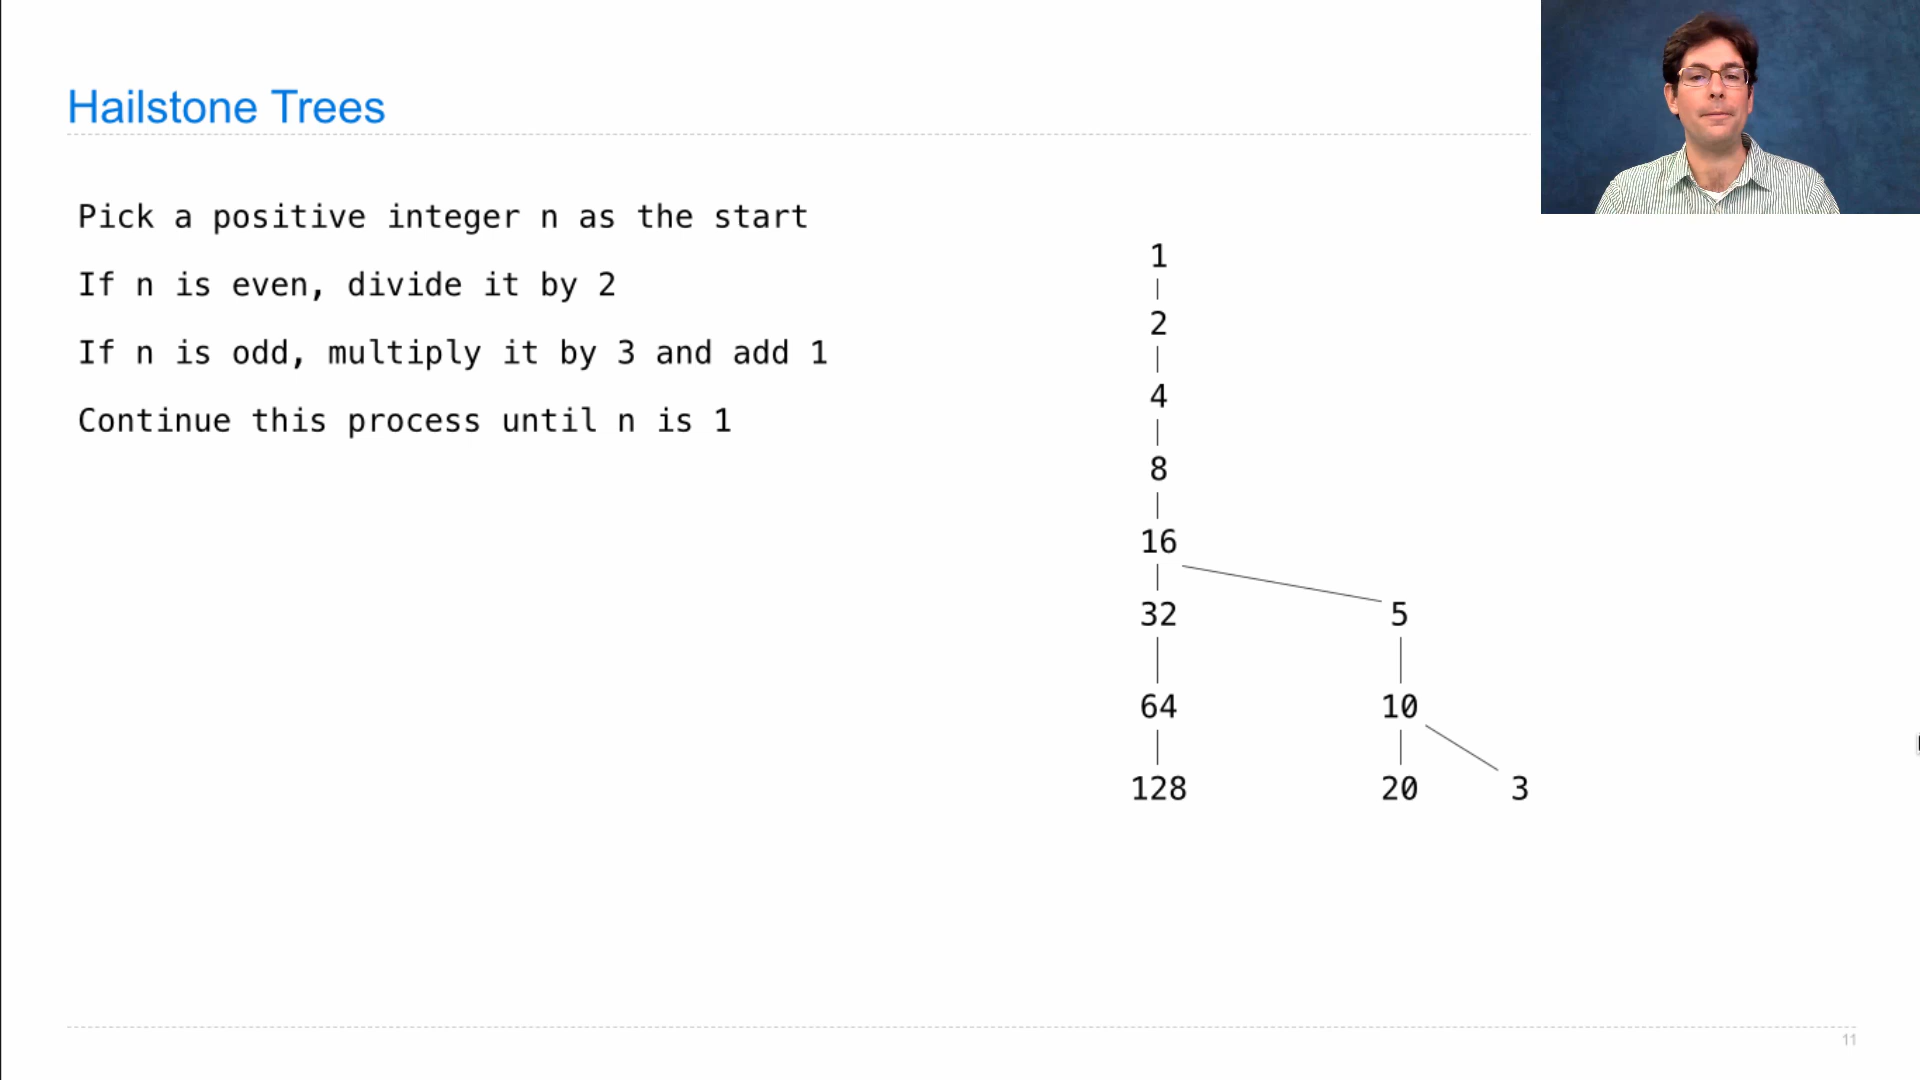 Hailstone Trees
Pick a positive integer n as the start
If n is even, divide it by 2
If n is odd, multiply it by 3 and add 1
Continue this process until n is 1
1
2
4
8
16
32 5
64 10
128 20 3
11